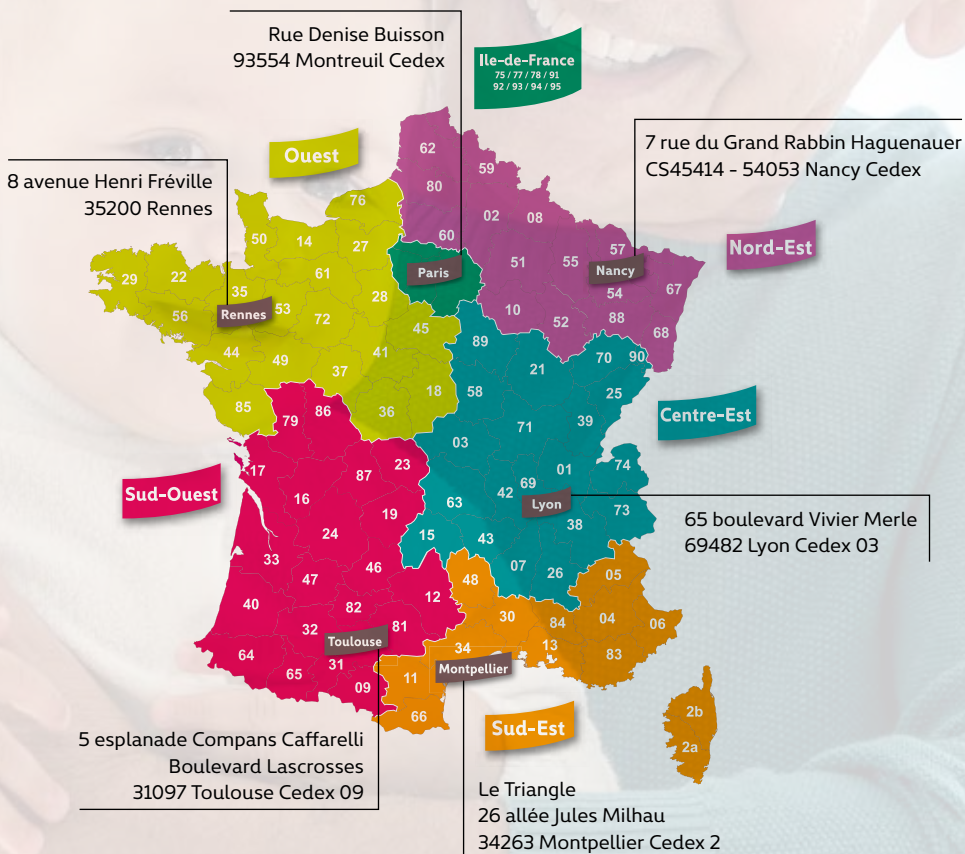 Rue Denise Buisson
93554 Montreuil Cedex
Ile-de-France
75 / 77 / 78 / 91
92 / 93 / 94 / 95
7 rue du Grand Rabbin Haguenauer
CS45414 - 54053 Nancy Cedex
Ouest
8 avenue Henri Fréville
35200 Rennes
Nord-Est
62
59
80
76
02
08
60
50
14
27
57
51
55
Nancy
Paris
29
22
35
61
67
54
28
53
56
Rennes
72
10
52
88
68
45
89
44
49
41
70
90
21
37
58
18
25
85
36
79
86
71
39
Centre-Est
03
17
87
23
01
74
Sud-Ouest
16
42
69
Lyon
63
19
73
38
65 boulevard Vivier Merle
69482 Lyon Cedex 03
24
15
43
33
46
07
26
05
47
48
12
40
82
30
84
04
06
32
81
Toulouse
34
13
64
31
83
65
11
Montpellier
09
66
2b
2a
Sud-Est
5 esplanade Compans Caffarelli
Boulevard Lascrosses
31097 Toulouse Cedex 09
Le Triangle
26 allée Jules Milhau
34263 Montpellier Cedex 2